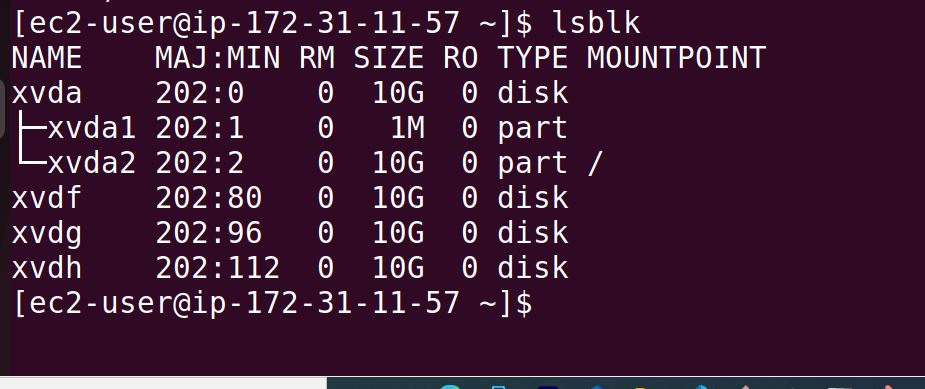 [ec2-user@ip-172-31-11-57 ~]$ lsblk
NAME    MAJ:MIN RM SIZE RO TYPE MOUNTPOINT
xvda    202:0    0  10G  0 disk
├─xvda1 202:1    0   1M  0 part
└─xvda2 202:2    0  10G  0 part /
xvdf    202:80   0  10G  0 disk
xvdg    202:96   0  10G  0 disk
xvdh    202:112  0  10G  0 disk
[ec2-user@ip-172-31-11-57 ~]$